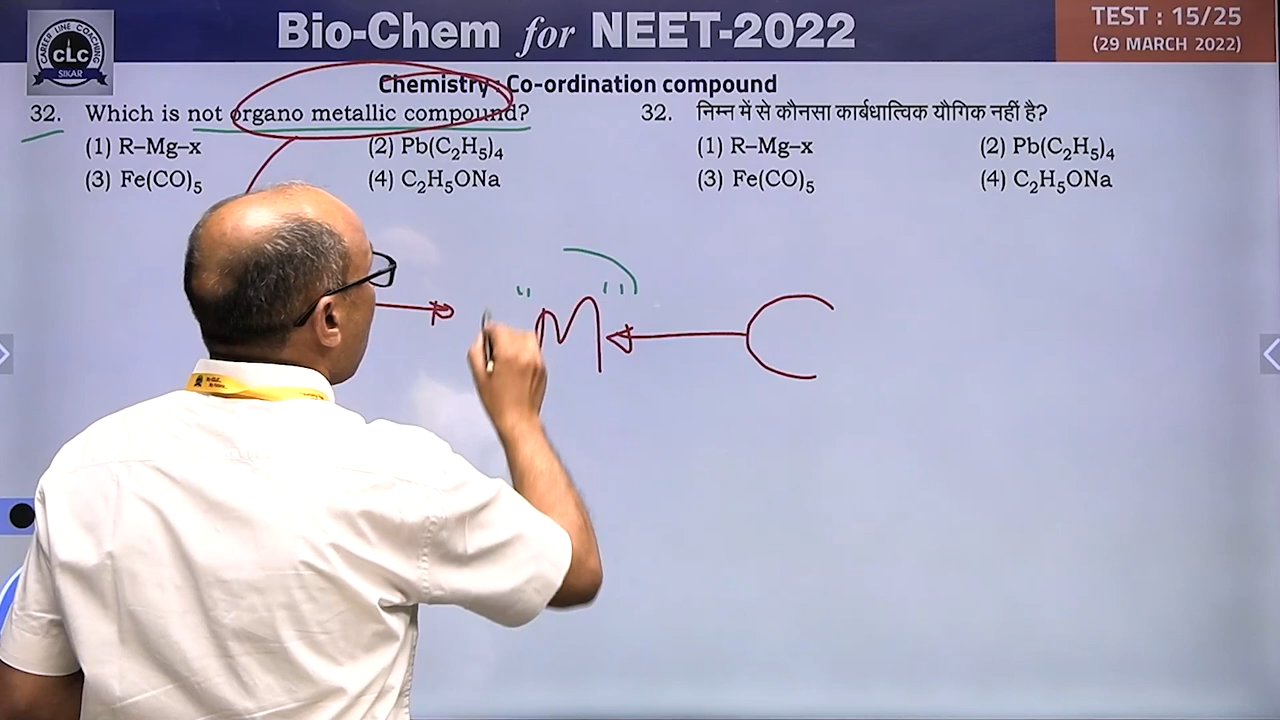 CAREER LINE COACHING
CLC
SIKAR
Bio-Chem for NEET-2022
TEST : 15/25
(29 MARCH 2022)
Chemistry : Co-ordination compound
32. Which is not organo metallic compound?
(1) R–Mg–x (2) Pb(C₂H₅)₄
(3) Fe(CO)₅ (4) C₂H₅ONa
32. निम्न में से कौनसा कार्बधात्विक यौगिक नहीं है?
(1) R–Mg–x (2) Pb(C₂H₅)₄
(3) Fe(CO)₅ (4) C₂H₅ONa
"M" ← C